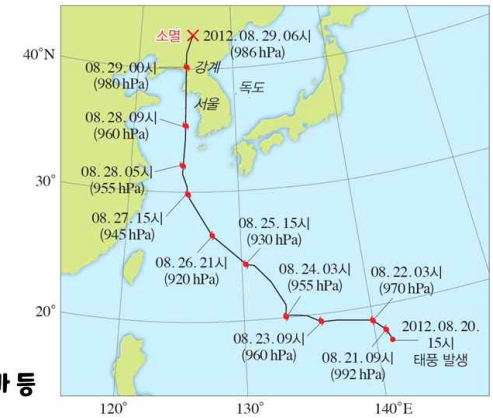 소멸
2012. 08. 29. 06시
(986 hPa)
40°N
08. 29. 00시
(980 hPa)
강계
독도
서울
08. 28. 09시
(960 hPa)
08. 28. 05시
(955 hPa)
30°
08. 27. 15시
(945 hPa)
08. 25. 15시
(930 hPa)
08. 26. 21시
(920 hPa)
08. 24. 03시
(955 hPa)
08. 22. 03시
(970 hPa)
20°
08. 23. 09시
(960 hPa)
2012. 08. 20.
15시
태풍 발생
08. 21. 09시
(992 hPa)
등
120°
130°
140°E